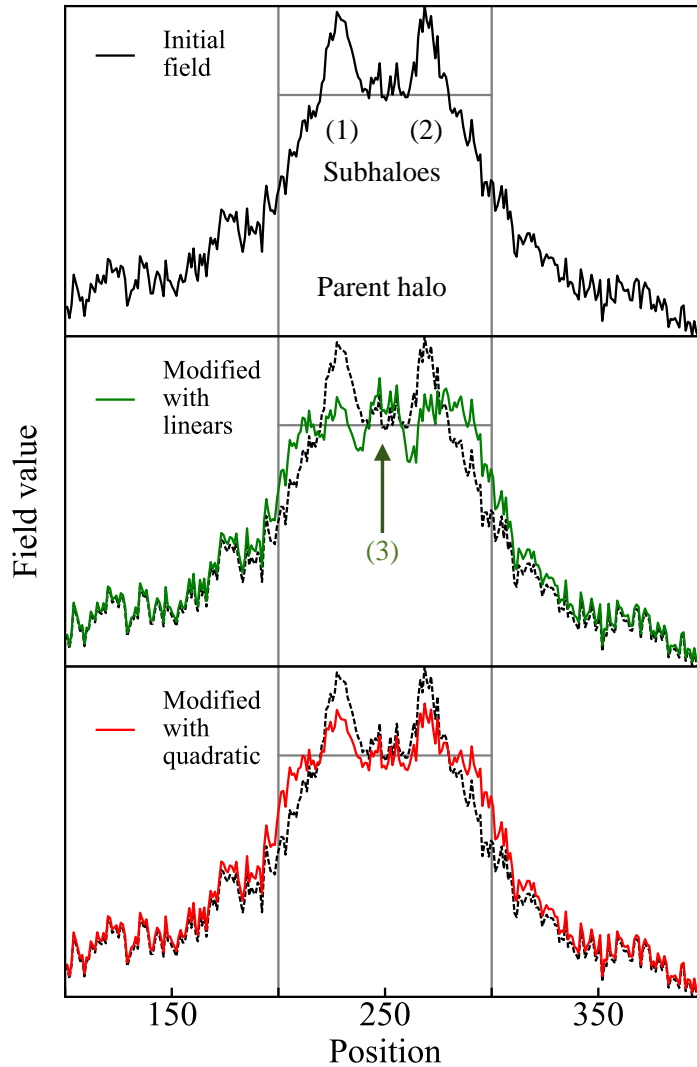 Initial
field
(1)
(2)
Subhaloes
Parent halo
Modified
with
linears
(3)
Modified
with
quadratic
Field value
150
250
350
Position